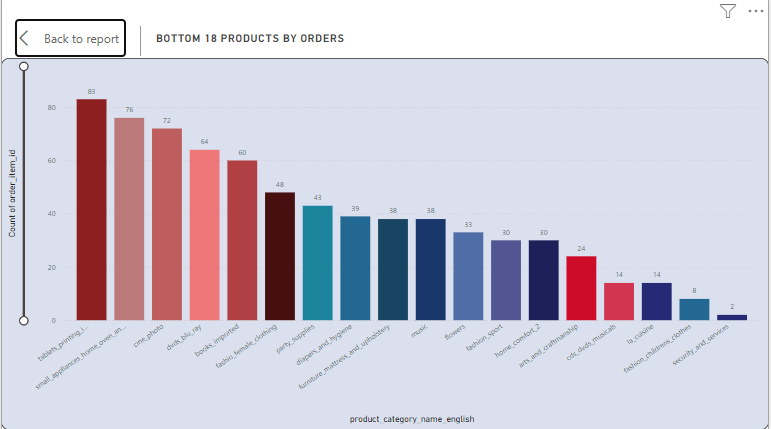 Back to report
BOTTOM 18 PRODUCTS BY ORDERS
Count of order_item_id
80
60
40
20
0
83
76
72
64
60
48
43
39
38
38
33
30
30
24
14
14
8
2
tablets_printing_i...
small_appliances_home_oven_an...
cine_photo
dvds_blu_ray
books_imported
fashio_female_clothing
party_supplies
diapers_and_hygiene
furniture_mattress_and_upholstery
music
flowers
fashion_sport
home_comfort_2
arts_and_craftmanship
cds_dvds_musicals
la_cuisine
fashion_childrens_clothes
security_and_services
product_category_name_english